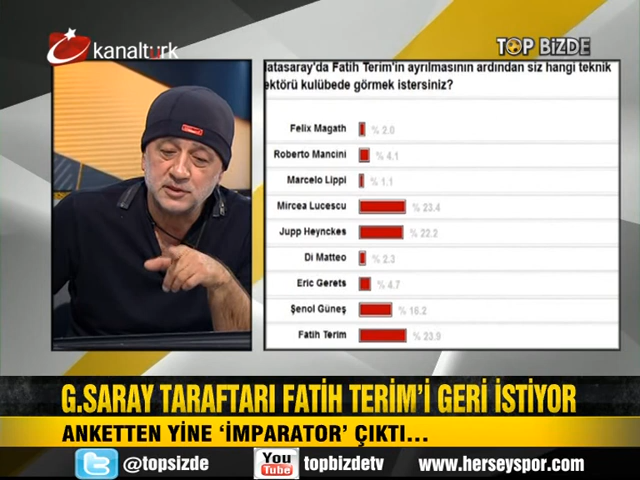 kanaltürk
TOP BİZDE
latasaray'da Fatih Terim'in ayrılmasının ardından siz hangi teknik
ektörü kulübede görmek istersiniz?
Felix Magath % 2.0
Roberto Mancini % 4.1
Marcelo Lippi % 1.1
Mircea Lucescu % 23.4
Jupp Heynckes % 22.2
Di Matteo % 2.3
Eric Gerets % 4.7
Şenol Güneş % 16.2
Fatih Terim % 23.9
G.SARAY TARAFTARI FATİH TERİM'İ GERİ İSTİYOR
ANKETTEN YİNE 'İMPARATOR' ÇIKTI...
@topsizde You Tube topbizdetv www.herseyspor.com